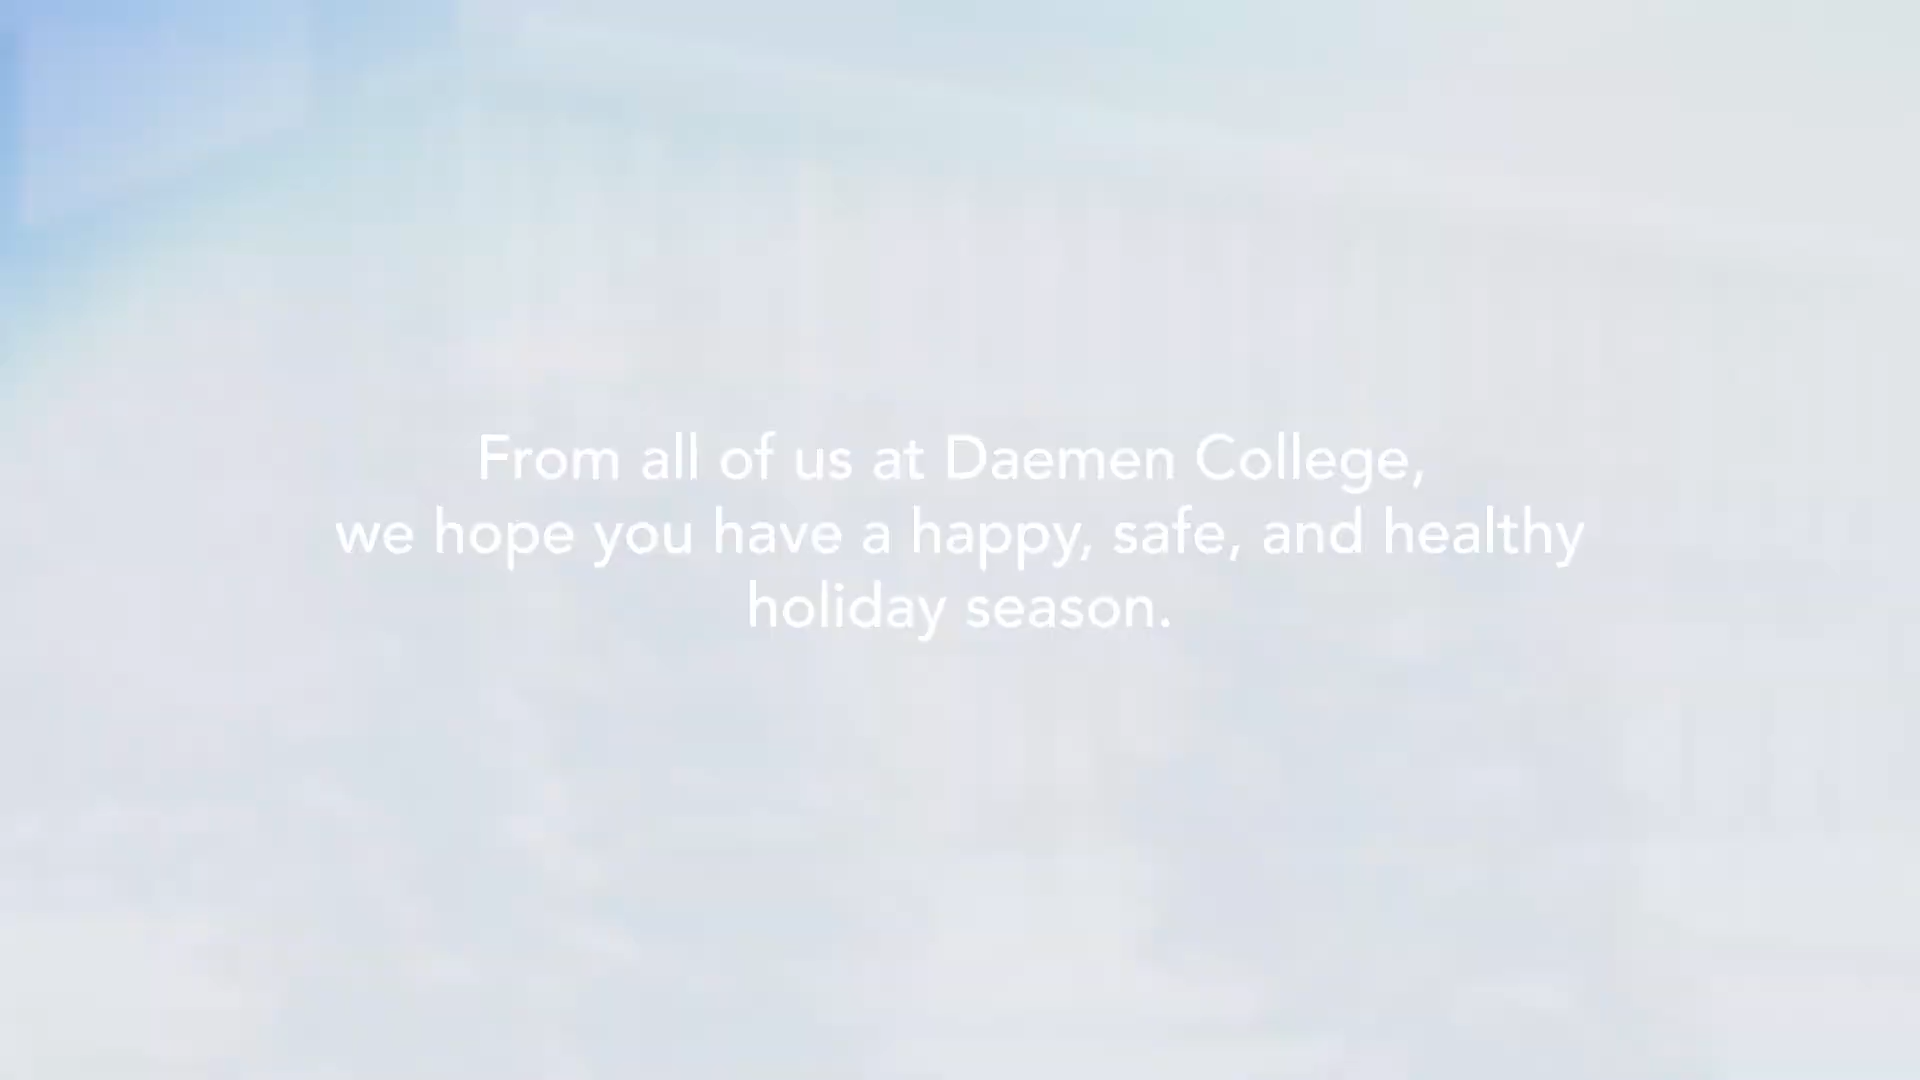 From all of us at Daemen College,
we hope you have a happy, safe, and healthy
holiday season.